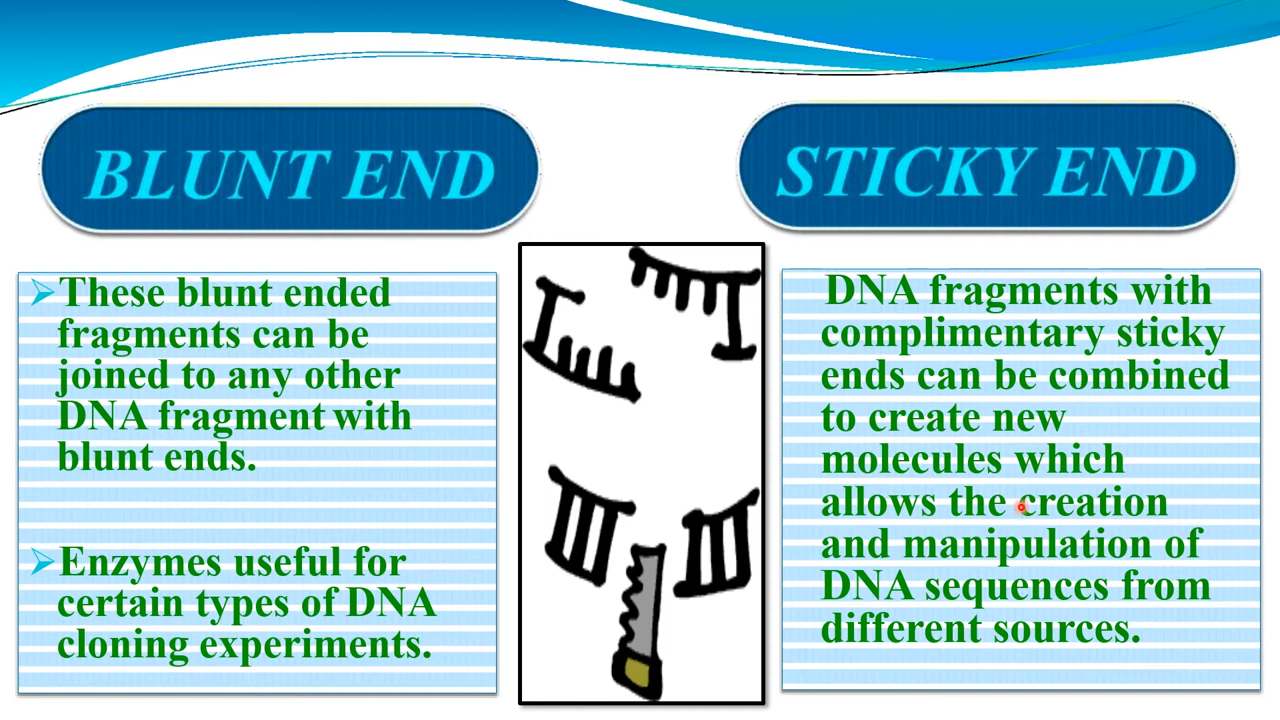 BLUNT END
STICKY END
These blunt ended
fragments can be
joined to any other
DNA fragment with
blunt ends.
Enzymes useful for
certain types of DNA
cloning experiments.
DNA fragments with
complimentary sticky
ends can be combined
to create new
molecules which
allows the creation
and manipulation of
DNA sequences from
different sources.